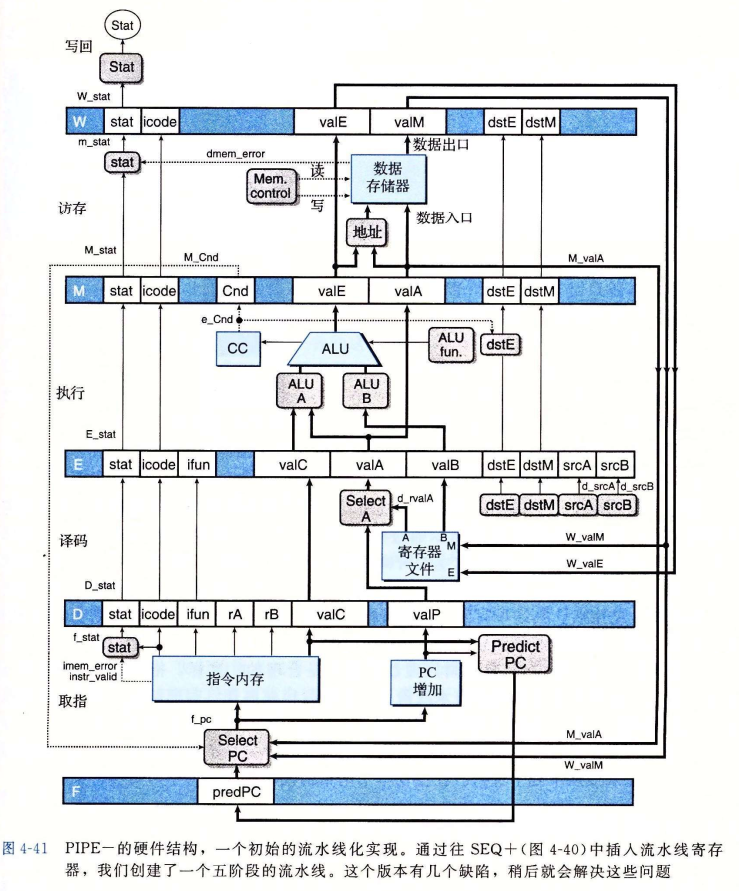 Stat
写回
Stat
W_stat
W stat icode valE valM dstE dstM
m_stat
数据出口
stat
dmem_error
读
数据
存储器
Mem.
control
写
访存
数据入口
地址
M_stat
M_Cnd
M_valA
M stat icode Cnd valE valA dstE dstM
e_Cnd
CC
ALU
ALU
fun.
dstE
执行
ALU
A
ALU
B
E_stat
E stat icode ifun valC valA valB dstE dstM srcA srcB
d_srcA d_srcB
Select
A
d_rvalA
dstE dstM srcA srcB
A B
M
寄存器
文件
E
W_valM
W_valE
译码
D_stat
D stat icode ifun rA rB valC valP
f_stat
stat
imem_error
instr_valid
指令内存
PC
增加
Predict
PC
取指
f_pc
Select
PC
M_valA
W_valM
F predPC
图 4-41 PIPE－的硬件结构，一个初始的流水线化实现。通过往 SEQ+(图 4-40)中插入流水线寄存
器，我们创建了一个五阶段的流水线。这个版本有几个缺陷，稍后就会解决这些问题